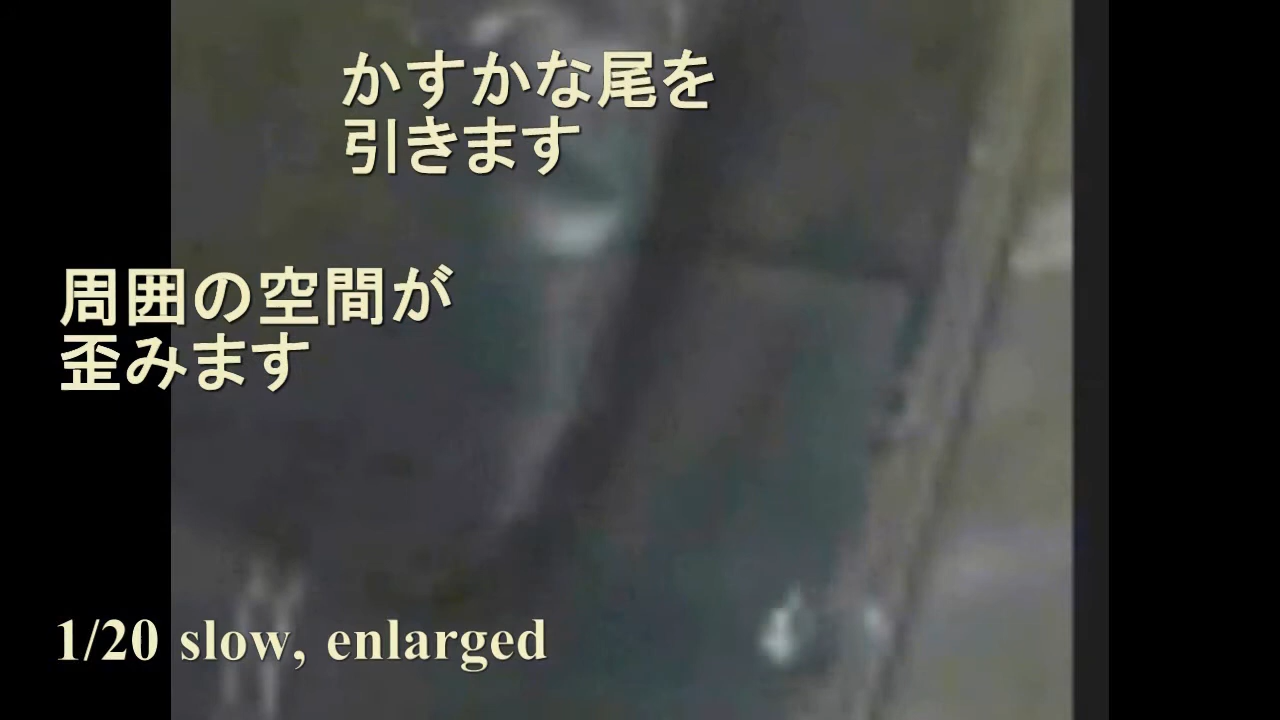 かすかな尾を
引きます
周囲の空間が
歪みます
1/20 slow, enlarged